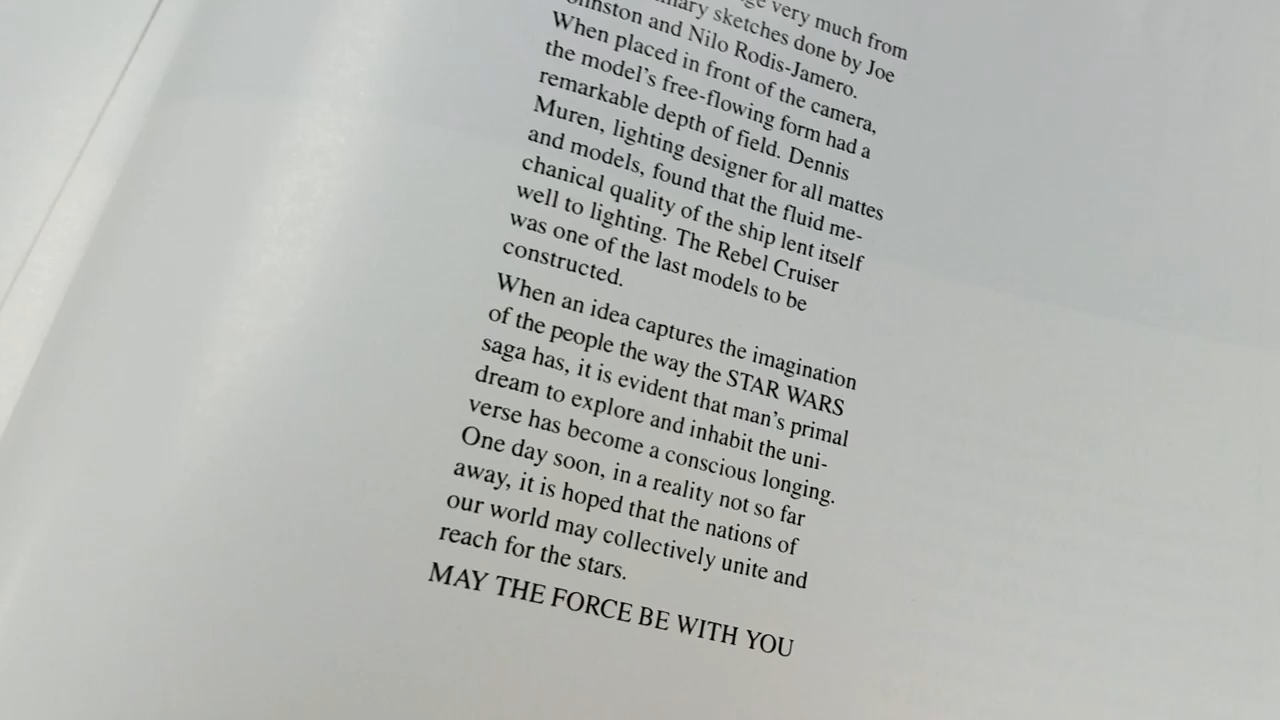 very much from
sketches done by Joe
and Nilo Rodis-Jamero.
When placed in front of the camera,
the model's free-flowing form had a
remarkable depth of field. Dennis
Muren, lighting designer for all mattes
and models, found that the fluid me-
chanical quality of the ship lent itself
well to lighting. The Rebel Cruiser
was one of the last models to be
constructed.
When an idea captures the imagination
of the people the way the STAR WARS
saga has, it is evident that man's primal
dream to explore and inhabit the uni-
verse has become a conscious longing.
One day soon, in a reality not so far
away, it is hoped that the nations of
our world may collectively unite and
reach for the stars.
MAY THE FORCE BE WITH YOU